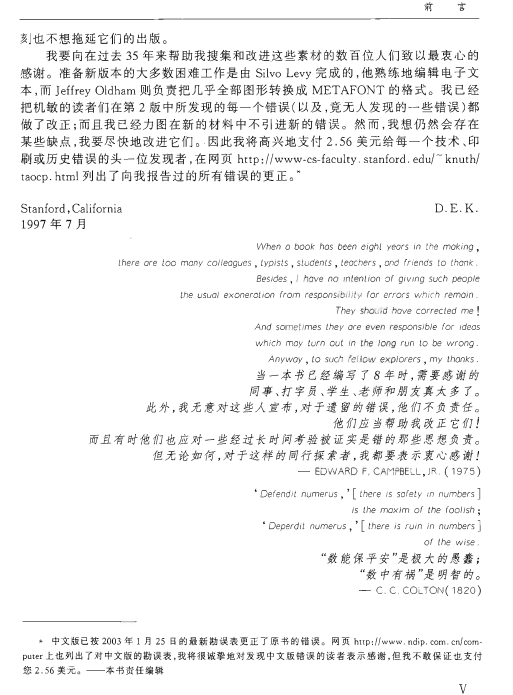 前 言
刻也不想拖延它们的出版。
我要向在过去 35 年来帮助我搜集和改进这些素材的数百位人们致以最衷心的
感谢。准备新版本的大多数困难工作是由 Silvo Levy 完成的,他熟练地编辑电子文
本,而 Jeffrey Oldham 则负责把几乎全部图形转换成 METAFONT 的格式。我已经
把机敏的读者们在第 2 版中所发现的每一个错误(以及,竟无人发现的一些错误)都
做了改正;而且我已经力图在新的材料中不引进新的错误。然而,我想仍然会存在
某些缺点,我要尽快地改进它们。因此我将高兴地支付 2.56 美元给每一个技术、印
刷或历史错误的头一位发现者,在网页 http://www-cs-faculty.stanford.edu/~knuth/
taocp.html 列出了向我报告过的所有错误的更正。*
Stanford,California D.E.K.
1997 年 7 月
When a book has been eight years in the making,
there are too many colleagues, typists, students, teachers, and friends to thank.
Besides, I have no intention of giving such people
the usual exoneration from responsibility for errors which remain.
They should have corrected me!
And sometimes they are even responsible for ideas
which may turn out in the long run to be wrong.
Anyway, to such fellow explorers, my thanks.
当一本书已经编写了 8 年时,需要感谢的
同事、打字员、学生、老师和朋友真太多了。
此外,我无意对这些人宣布,对于遗留的错误,他们不负责任。
他们应当帮助我改正它们!
而且有时他们也应对一些经过长时间考验被证实是错的那些思想负责。
但无论如何,对于这样的同行探索者,我都要表示衷心感谢!
— EDWARD F. CAMPBELL, JR. (1975)
‘Defendit numerus,’[there is safety in numbers]
is the maxim of the foolish;
‘Deperdit numerus,’[there is ruin in numbers]
of the wise.
“数能保平安”是极大的愚蠢;
“数中有祸”是明智的。
— C. C. COLTON(1820)
* 中文版已按 2003 年 1 月 25 日的最新勘误表更正了原书的错误。网页 http://www.ndip.com.cn/com-
puter 上也列出了对中文版的勘误表,我将很诚挚地对发现中文版错误的读者表示感谢,但我不敢保证也支付
您 2.56 美元。——本书责任编辑
V